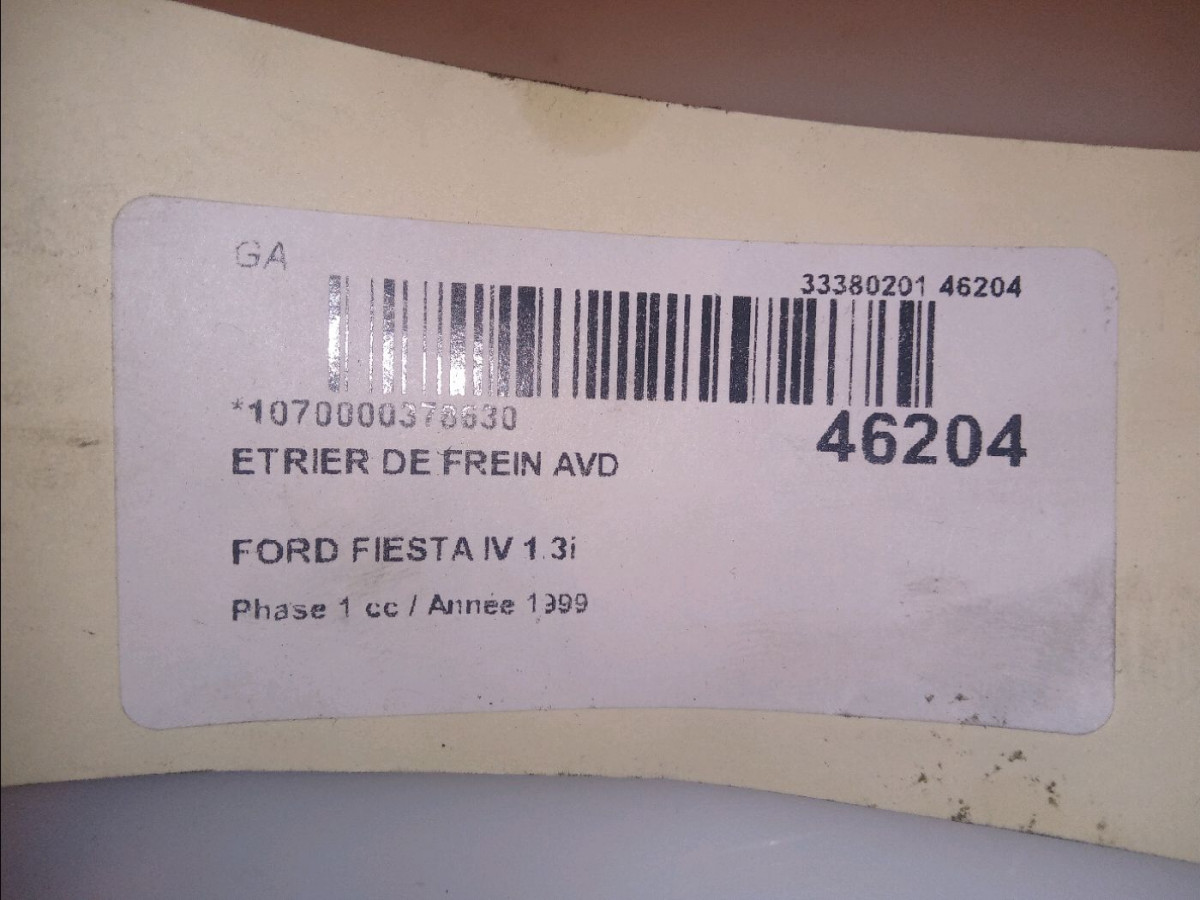 GA
33380201 46204
*1070000378630
46204
ETRIER DE FREIN AVD
FORD FIESTA IV 1.3i
Phase 1 cc / Année 1999